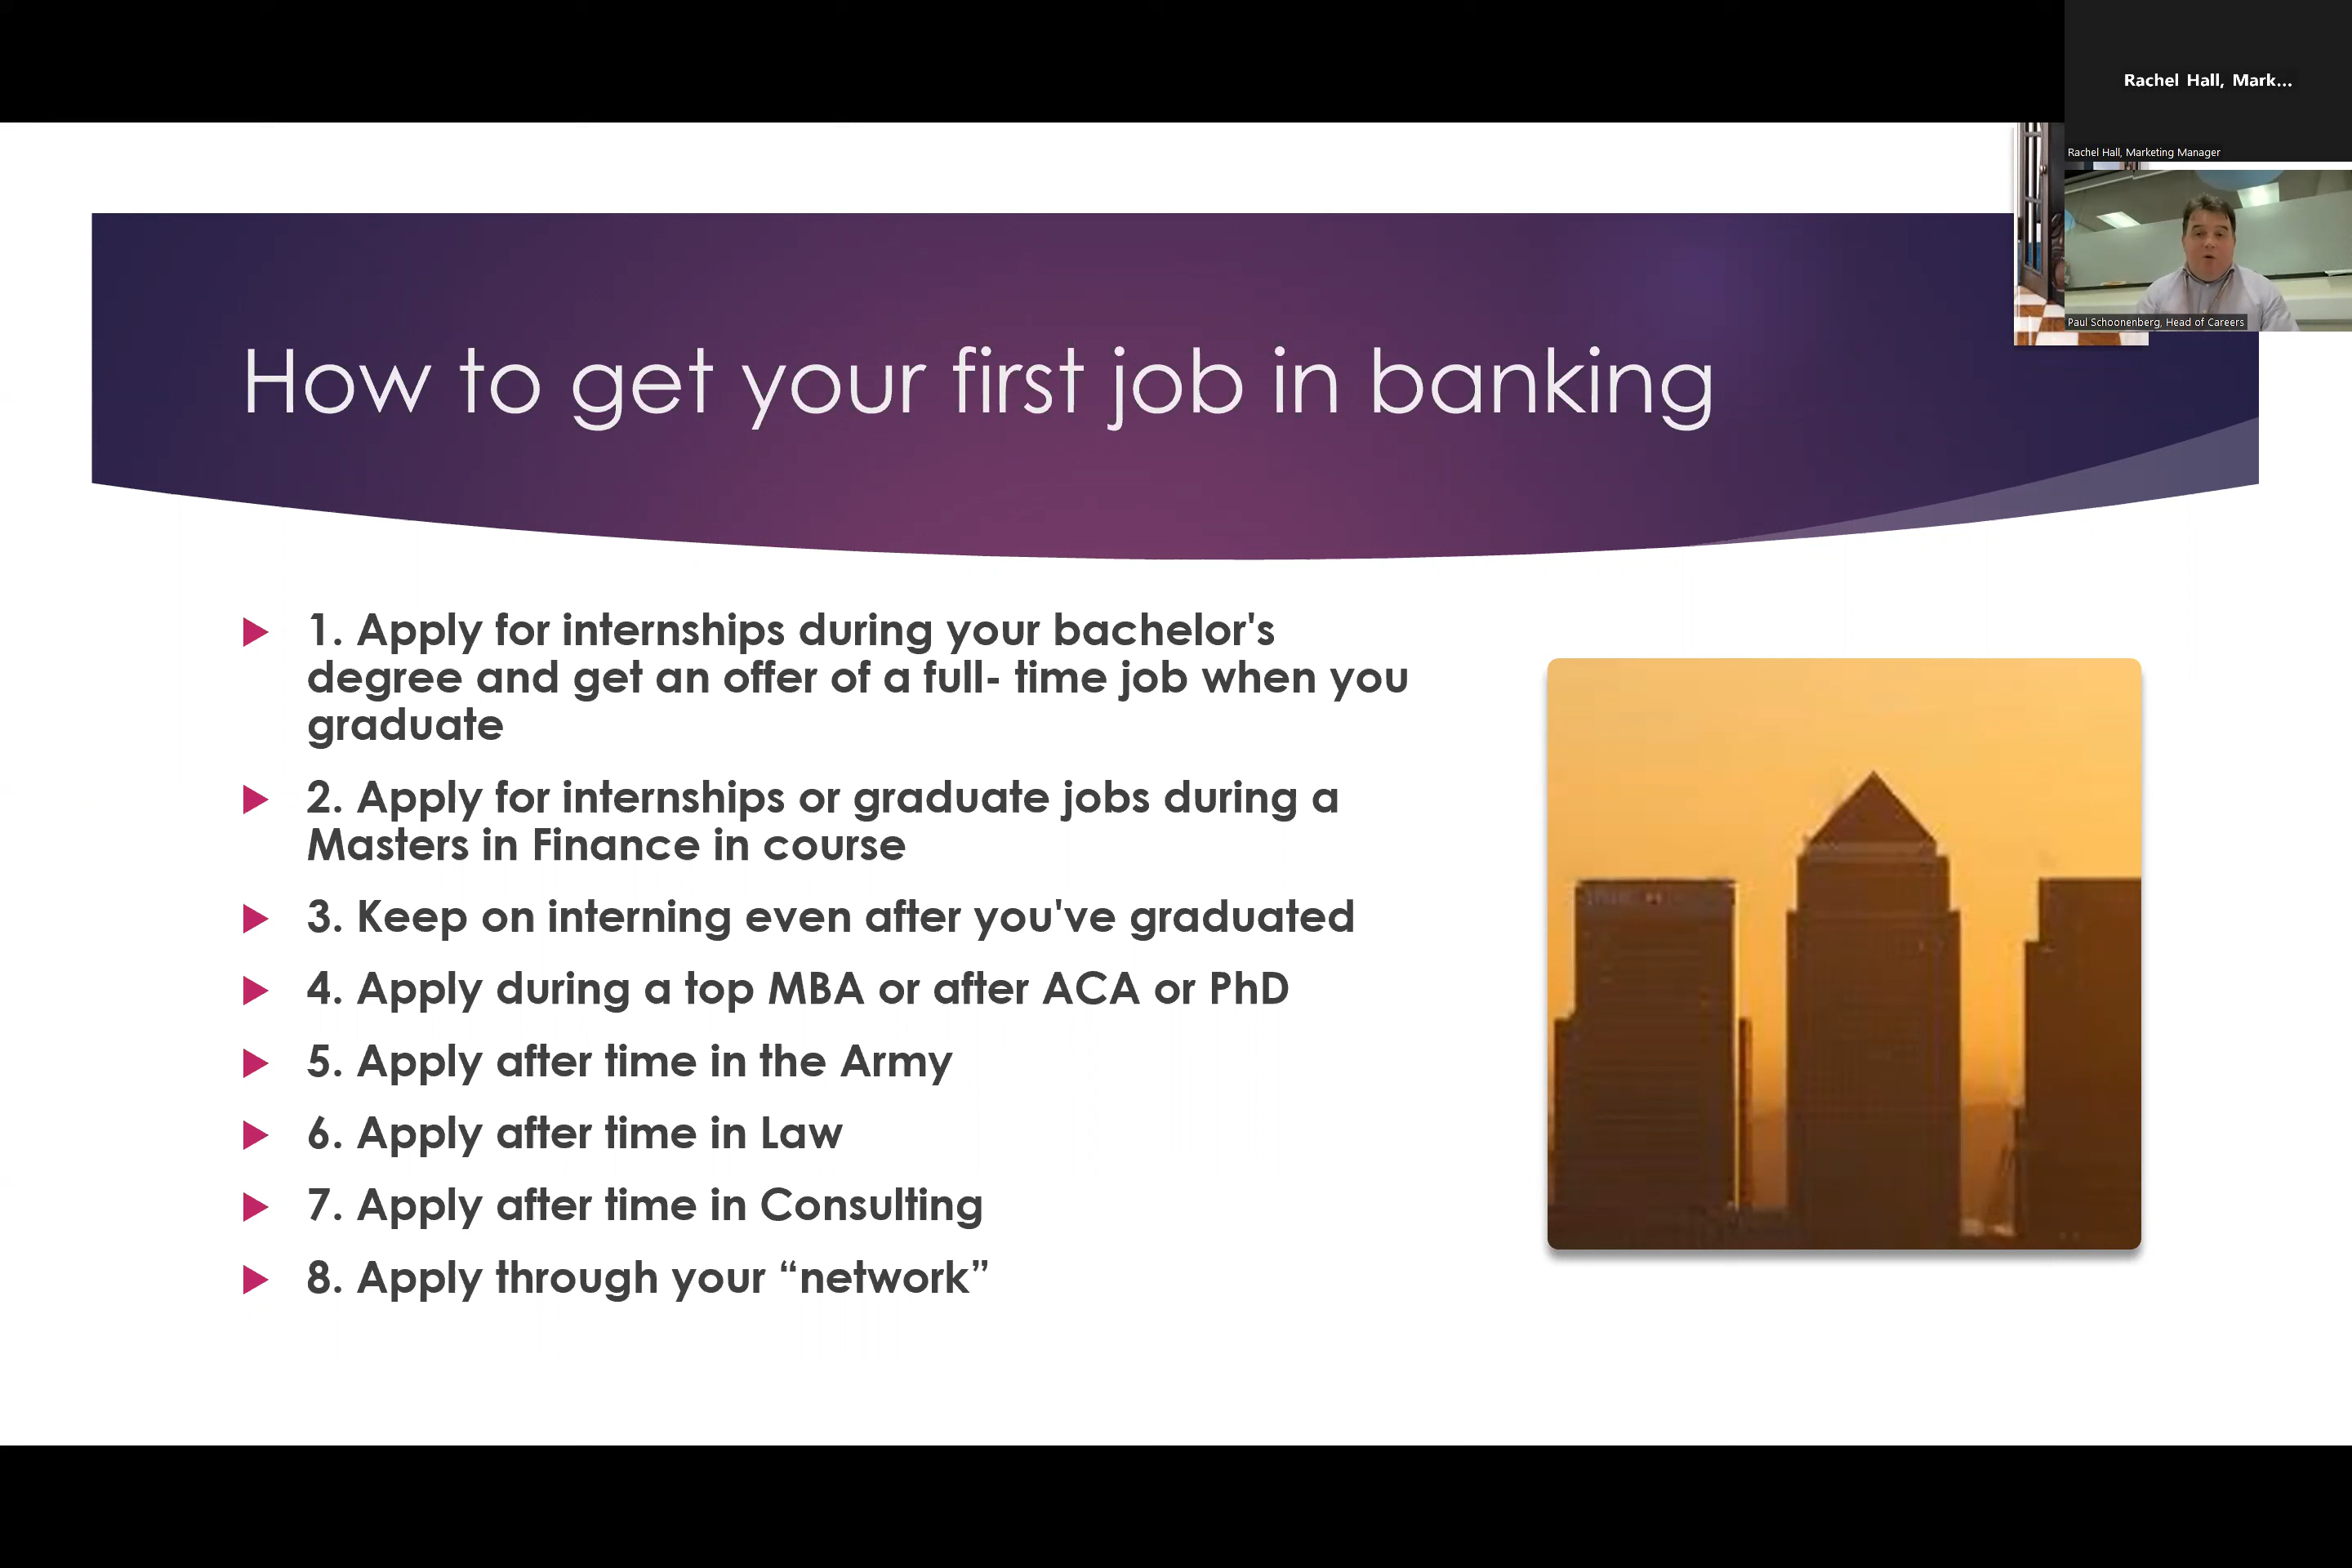 Rachel Hall, Mark...
Rachel Hall, Marketing Manager
Paul Schoonenberg, Head of Careers
How to get your first job in banking
1. Apply for internships during your bachelor's
degree and get an offer of a full- time job when you
graduate
2. Apply for internships or graduate jobs during a
Masters in Finance in course
3. Keep on interning even after you've graduated
4. Apply during a top MBA or after ACA or PhD
5. Apply after time in the Army
6. Apply after time in Law
7. Apply after time in Consulting
8. Apply through your “network”